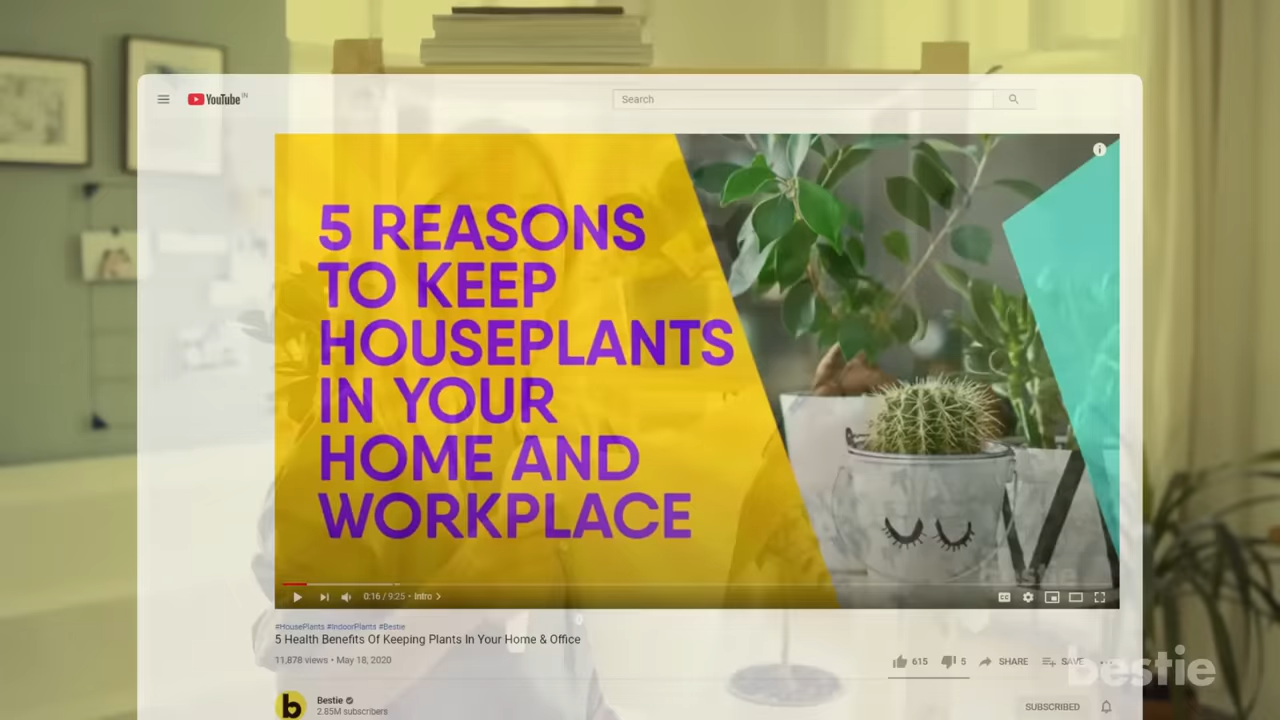 YouTube IN
Search
5 REASONS
TO KEEP
HOUSEPLANTS
IN YOUR
HOME AND
WORKPLACE
0:16 / 9:25 • Intro
CC
#HousePlants #IndoorPlants #Bestie
5 Health Benefits Of Keeping Plants In Your Home & Office
11,878 views • May 18, 2020
615 5 SHARE SAVE
bestie
b
Bestie
2.85M subscribers
SUBSCRIBED